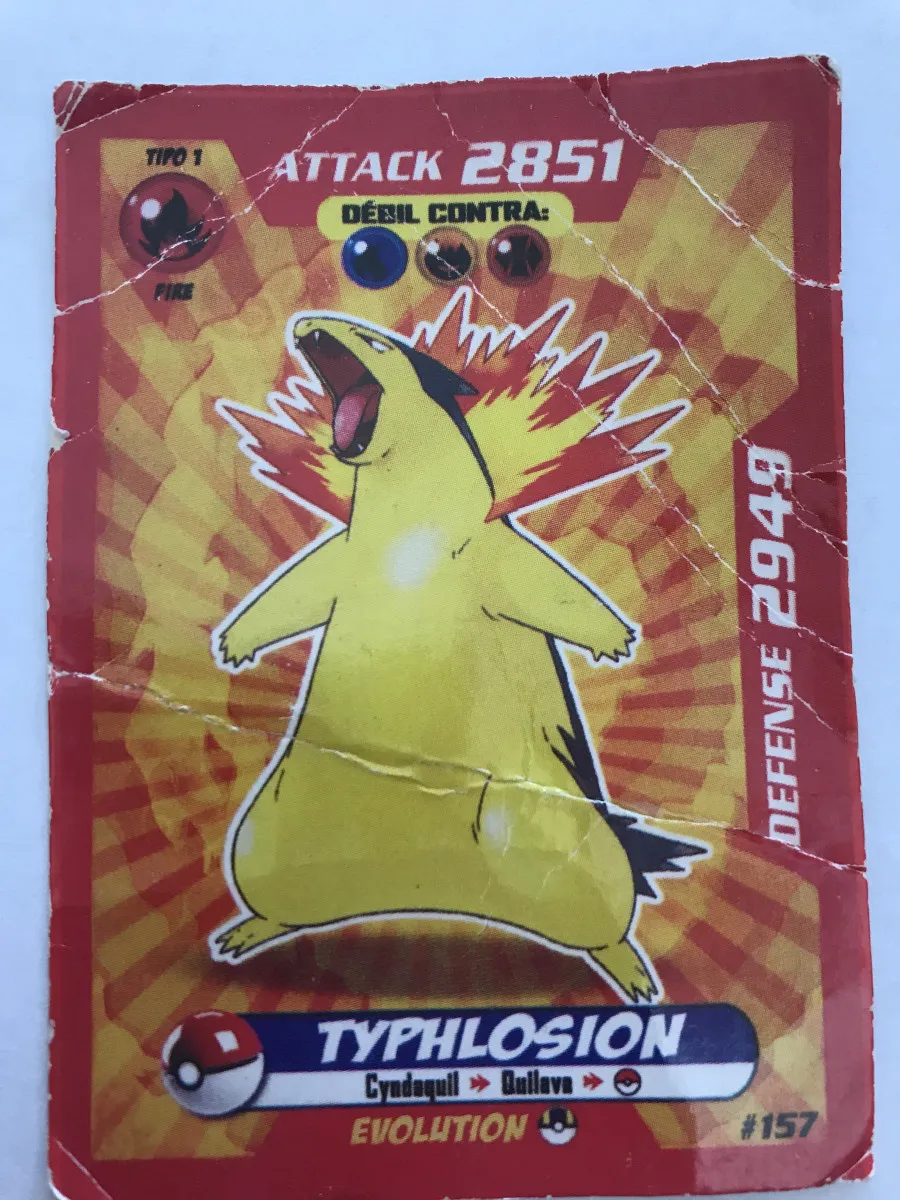 TIPO 1
FIRE
ATTACK 2851
DÉBIL CONTRA:
DEFENSE 2949
TYPHLOSION
Cyndaquil Quilava
EVOLUTION
#157